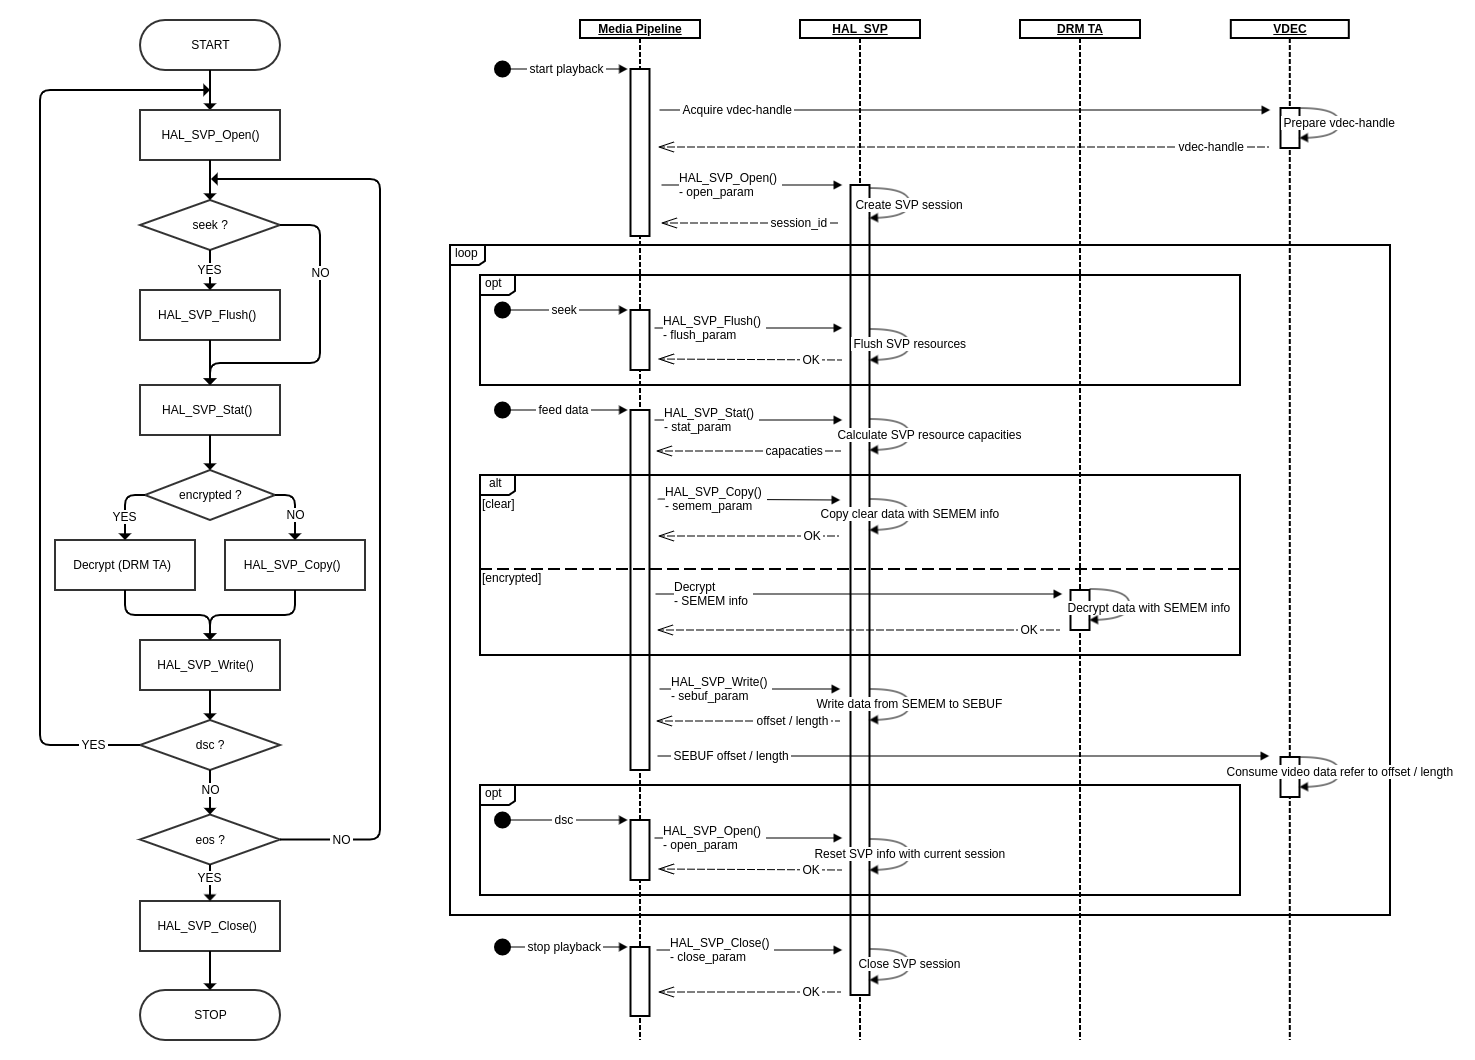 START
HAL_SVP_Open()
seek ?
YES
NO
HAL_SVP_Flush()
HAL_SVP_Stat()
encrypted ?
YES
NO
Decrypt (DRM TA)
HAL_SVP_Copy()
HAL_SVP_Write()
dsc ?
YES
NO
eos ?
NO
YES
HAL_SVP_Close()
STOP
Media Pipeline
HAL_SVP
DRM TA
VDEC
start playback
Acquire vdec-handle
Prepare vdec-handle
vdec-handle
HAL_SVP_Open()
- open_param
Create SVP session
session_id
loop
opt
seek
HAL_SVP_Flush()
- flush_param
Flush SVP resources
OK
feed data
HAL_SVP_Stat()
- stat_param
Calculate SVP resource capacities
capacaties
alt
[clear]
HAL_SVP_Copy()
- semem_param
Copy clear data with SEMEM info
OK
[encrypted]
Decrypt
- SEMEM info
Decrypt data with SEMEM info
OK
HAL_SVP_Write()
- sebuf_param
Write data from SEMEM to SEBUF
offset / length
SEBUF offset / length
Consume video data refer to offset / length
opt
dsc
HAL_SVP_Open()
- open_param
Reset SVP info with current session
OK
stop playback
HAL_SVP_Close()
- close_param
Close SVP session
OK